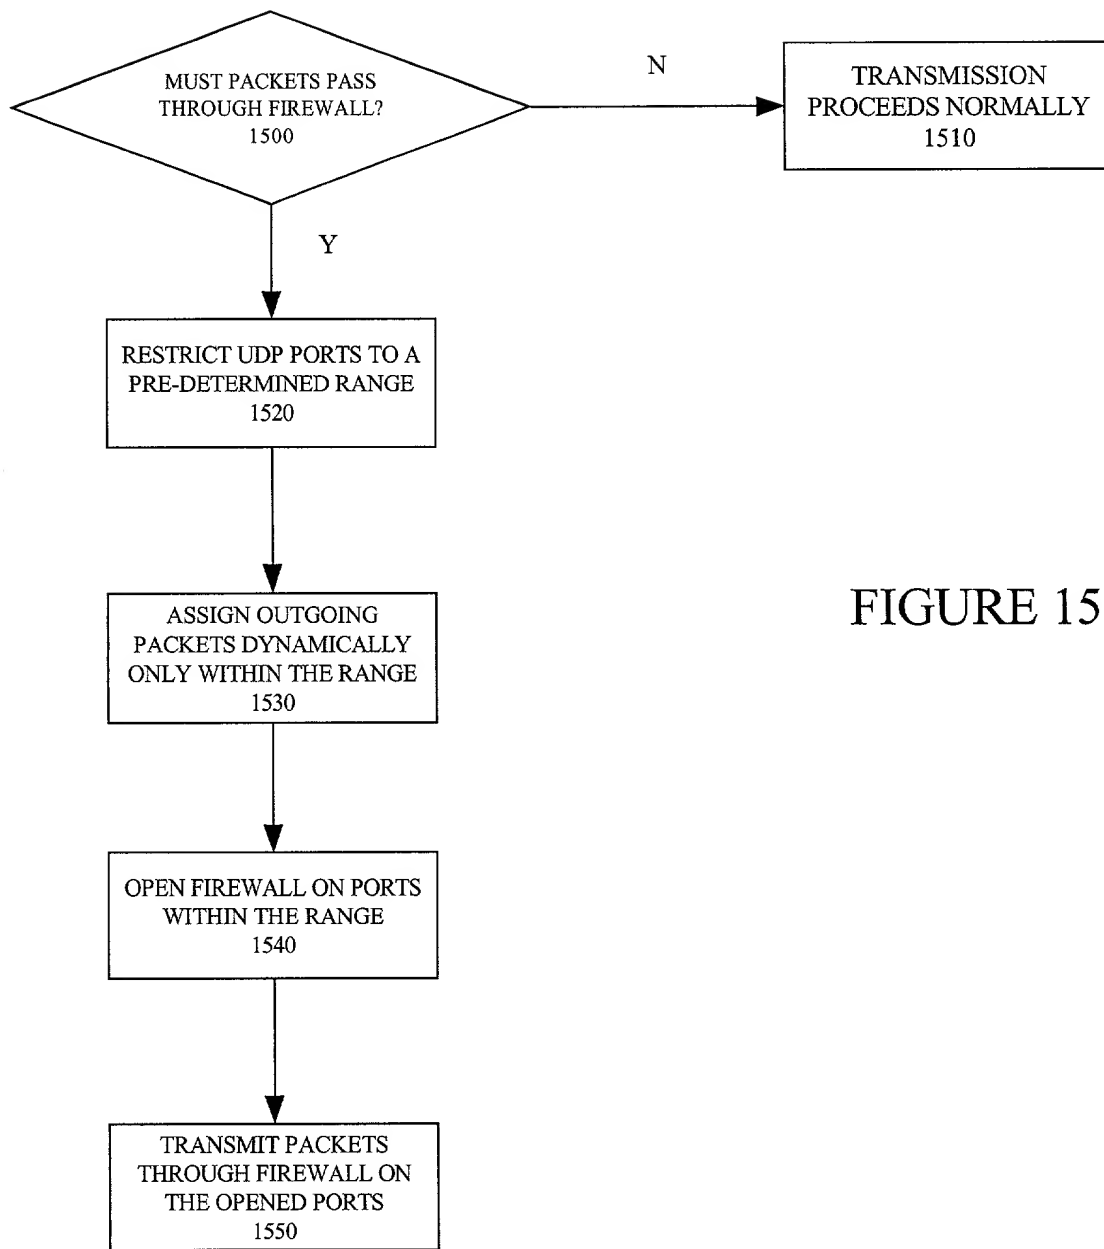 MUST PACKETS PASS
THROUGH FIREWALL?
1500
N
TRANSMISSION
PROCEEDS NORMALLY
1510
Y
RESTRICT UDP PORTS TO A
PRE-DETERMINED RANGE
1520
ASSIGN OUTGOING
PACKETS DYNAMICALLY
ONLY WITHIN THE RANGE
1530
FIGURE 15
OPEN FIREWALL ON PORTS
WITHIN THE RANGE
1540
TRANSMIT PACKETS
THROUGH FIREWALL ON
THE OPENED PORTS
1550